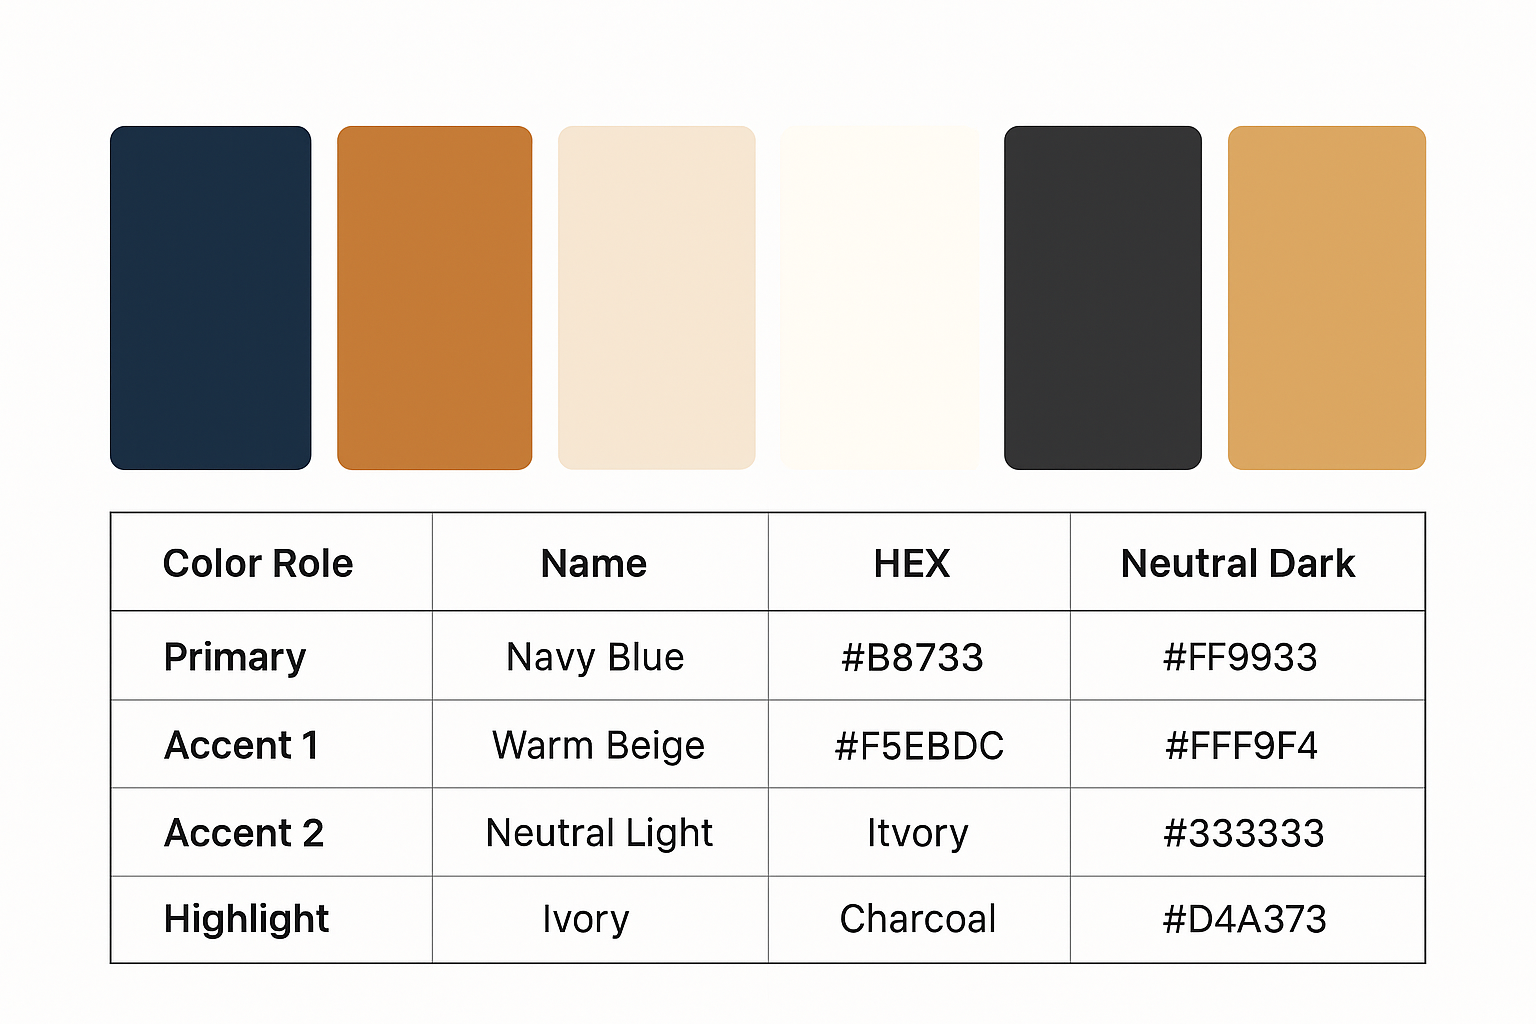 Color Role Name HEX Neutral Dark
Primary Navy Blue #B8733 #FF9933
Accent 1 Warm Beige #F5EBDC #FFF9F4
Accent 2 Neutral Light Itvory #333333
Highlight Ivory Charcoal #D4A373